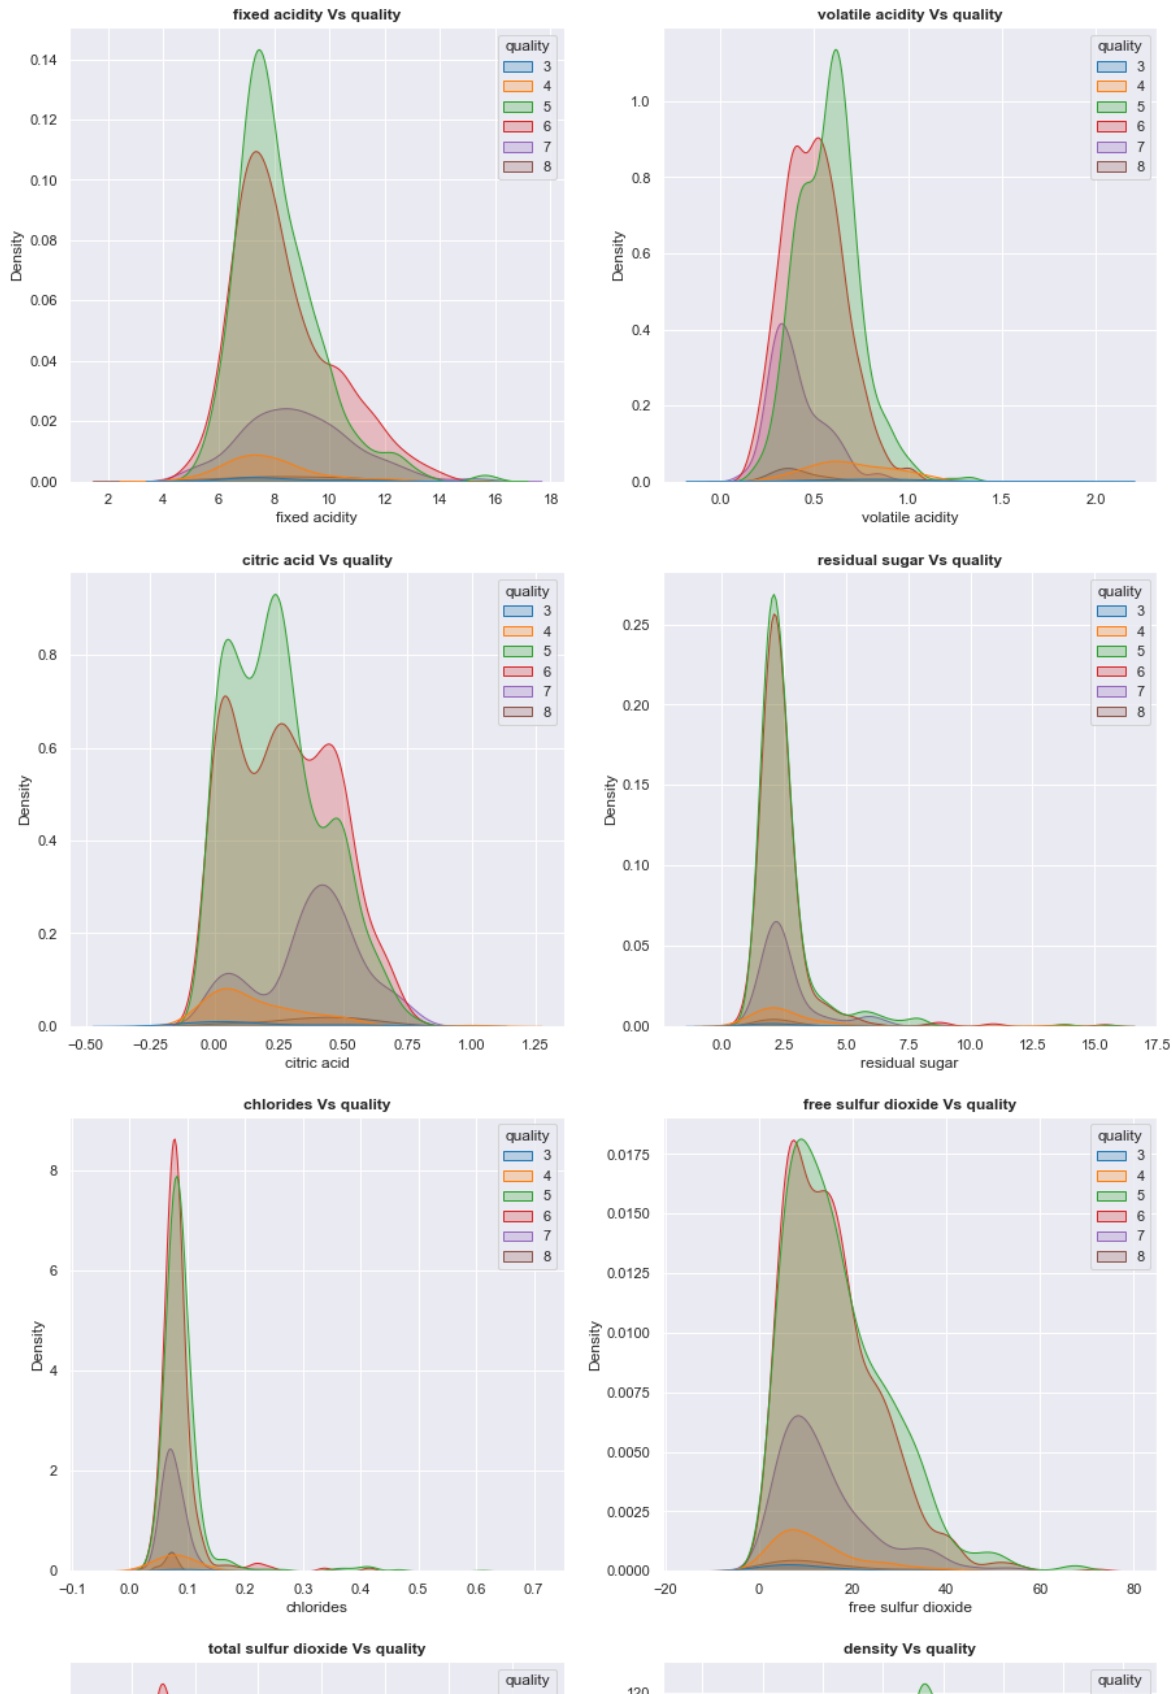 fixed acidity Vs quality
Density
0.14
0.12
0.10
0.08
0.06
0.04
0.02
0.00
2 4 6 8 10 12 14 16 18
fixed acidity
quality
3
4
5
6
7
8
volatile acidity Vs quality
Density
1.0
0.8
0.6
0.4
0.2
0.0
0.0 0.5 1.0 1.5 2.0
volatile acidity
quality
3
4
5
6
7
8
citric acid Vs quality
Density
0.8
0.6
0.4
0.2
0.0
−0.50 −0.25 0.00 0.25 0.50 0.75 1.00 1.25
citric acid
quality
3
4
5
6
7
8
residual sugar Vs quality
Density
0.25
0.20
0.15
0.10
0.05
0.00
0.0 2.5 5.0 7.5 10.0 12.5 15.0 17.5
residual sugar
quality
3
4
5
6
7
8
chlorides Vs quality
Density
8
6
4
2
0
−0.1 0.0 0.1 0.2 0.3 0.4 0.5 0.6 0.7
chlorides
quality
3
4
5
6
7
8
free sulfur dioxide Vs quality
Density
0.0175
0.0150
0.0125
0.0100
0.0075
0.0050
0.0025
0.0000
−20 0 20 40 60 80
free sulfur dioxide
quality
3
4
5
6
7
8
total sulfur dioxide Vs quality
quality
density Vs quality
120
quality